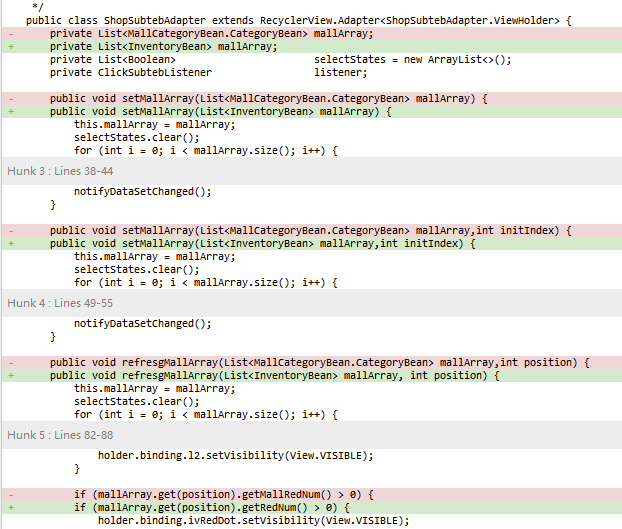 */
public class ShopSubtebAdapter extends RecyclerView.Adapter<ShopSubtebAdapter.ViewHolder> {
- private List<MallCategoryBean.CategoryBean> mallArray;
+ private List<InventoryBean> mallArray;
private List<Boolean> selectStates = new ArrayList<>();
private ClickSubtebListener listener;
- public void setMallArray(List<MallCategoryBean.CategoryBean> mallArray) {
+ public void setMallArray(List<InventoryBean> mallArray) {
this.mallArray = mallArray;
selectStates.clear();
for (int i = 0; i < mallArray.size(); i++) {
Hunk 3 : Lines 38-44
notifyDataSetChanged();
}
- public void setMallArray(List<MallCategoryBean.CategoryBean> mallArray,int initIndex) {
+ public void setMallArray(List<InventoryBean> mallArray,int initIndex) {
this.mallArray = mallArray;
selectStates.clear();
for (int i = 0; i < mallArray.size(); i++) {
Hunk 4 : Lines 49-55
notifyDataSetChanged();
}
- public void refresgMallArray(List<MallCategoryBean.CategoryBean> mallArray,int position) {
+ public void refresgMallArray(List<InventoryBean> mallArray, int position) {
this.mallArray = mallArray;
selectStates.clear();
for (int i = 0; i < mallArray.size(); i++) {
Hunk 5 : Lines 82-88
holder.binding.l2.setVisibility(View.VISIBLE);
}
- if (mallArray.get(position).getMallRedNum() > 0) {
+ if (mallArray.get(position).getRedNum() > 0) {
holder.binding.ivRedDot.setVisibility(View.VISIBLE);